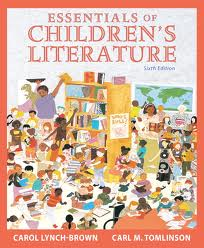 ESSENTIALS OF
CHILDREN'S
LITERATURE
Sixth Edition
CAROL LYNCH-BROWN
CARL M. TOMLINSON